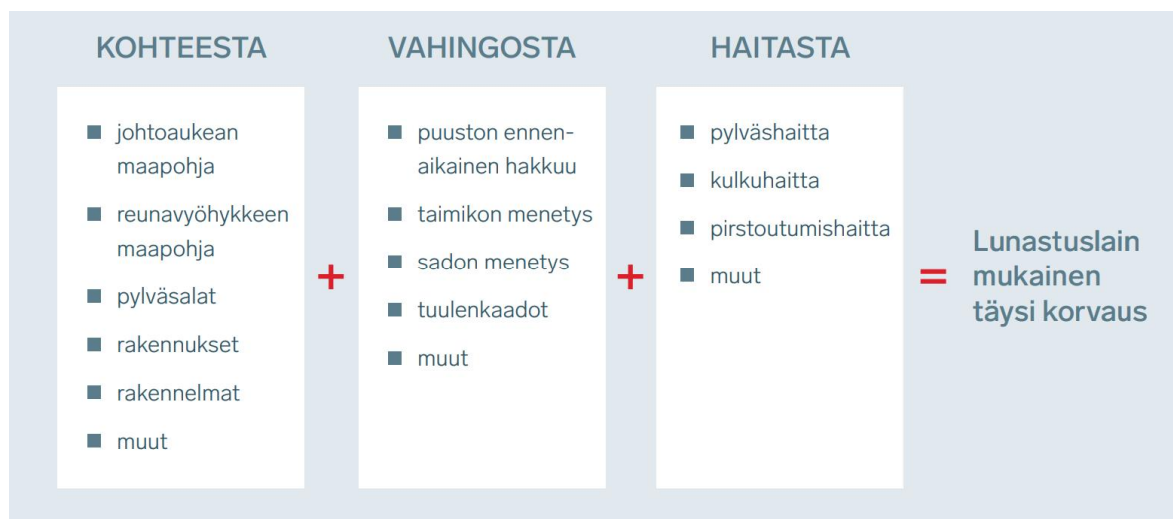 KOHTEESTA
johtoaukean
maapohja
reunavyöhykkeen
maapohja
pylväsalat
rakennukset
rakennelmat
muut
+
VAHINGOSTA
puuston ennen-
aikainen hakkuu
taimikon menetys
sadon menetys
tuulenkaadot
muut
+
HAITASTA
pylväshaitta
kulkuhaitta
pirstoutumishaitta
muut
=
Lunastuslain
mukainen
täysi korvaus